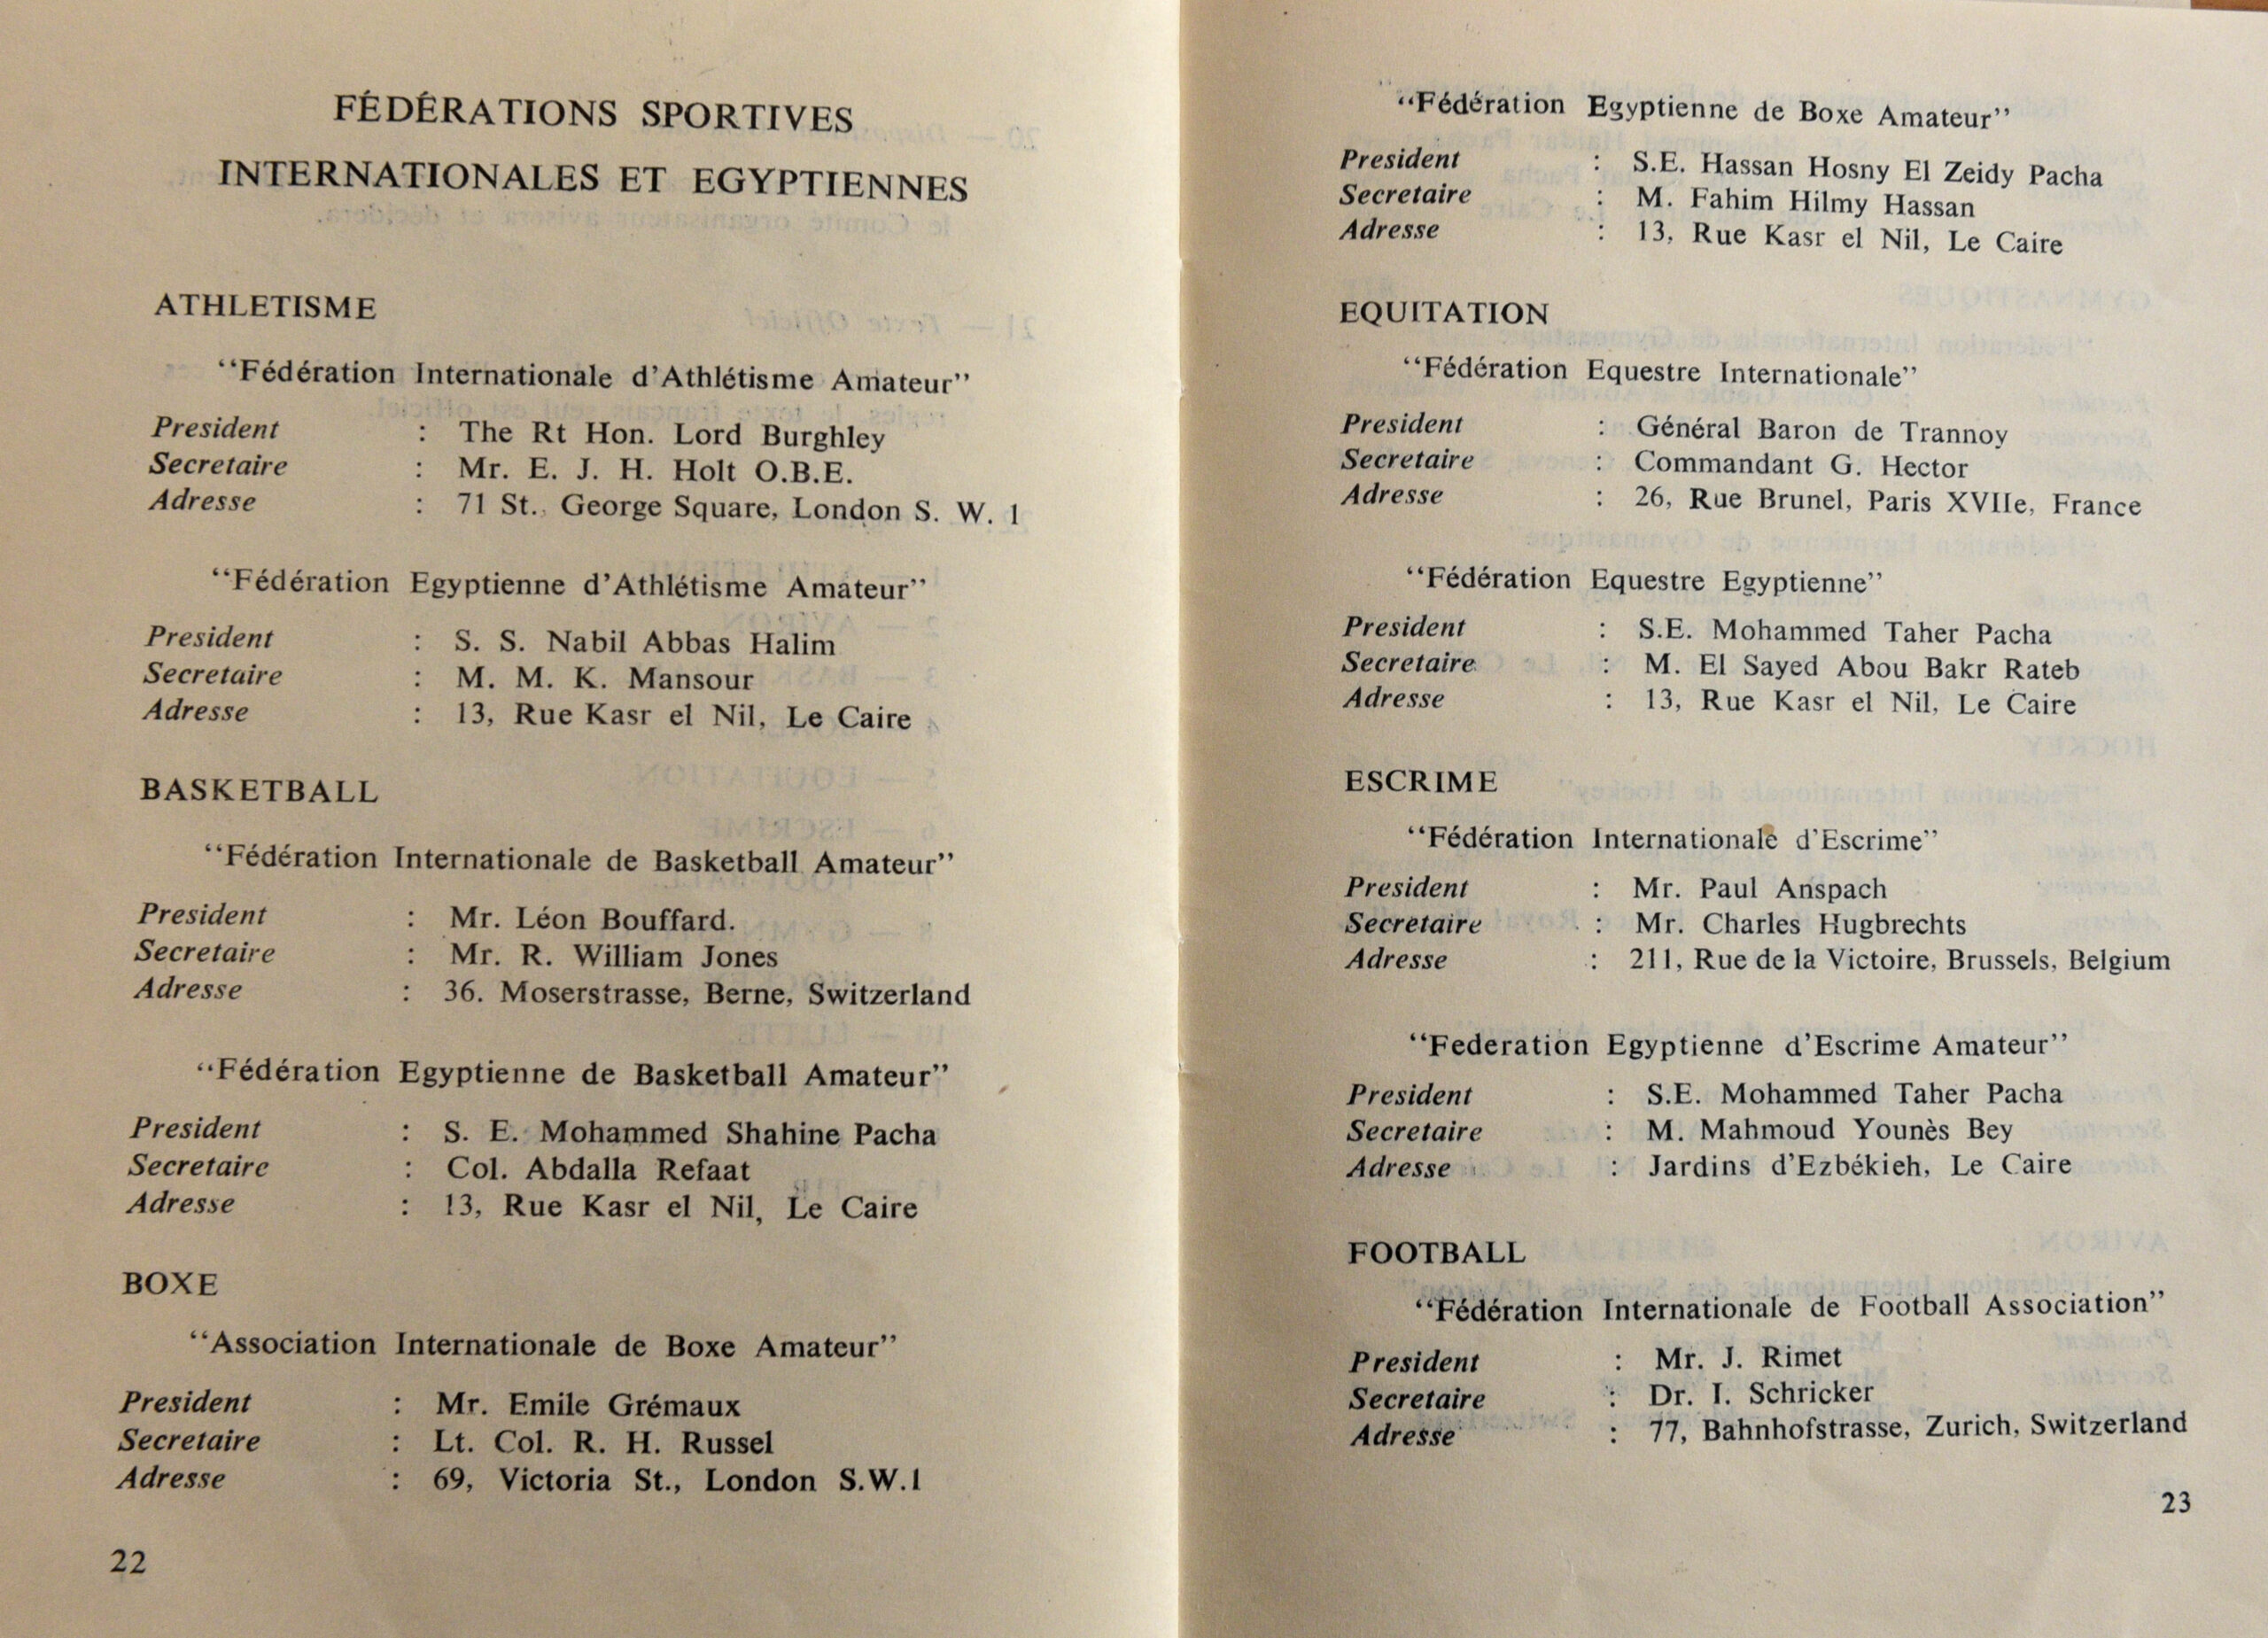 FÉDÉRATIONS SPORTIVES
INTERNATIONALES ET EGYPTIENNES
ATHLETISME
“Fédération Internationale d’Athlétisme Amateur”
President : The Rt Hon. Lord Burghley
Secretaire : Mr. E. J. H. Holt O.B.E.
Adresse : 71 St., George Square, London S. W. 1
“Fédération Egyptienne d’Athlétisme Amateur”
President : S. S. Nabil Abbas Halim
Secretaire : M. M. K. Mansour
Adresse : 13, Rue Kasr el Nil, Le Caire
BASKETBALL
“Fédération Internationale de Basketball Amateur”
President : Mr. Léon Bouffard.
Secretaire : Mr. R. William Jones
Adresse : 36. Moserstrasse, Berne, Switzerland
“Fédération Egyptienne de Basketball Amateur”
President : S. E. Mohammed Shahine Pacha
Secretaire : Col. Abdalla Refaat
Adresse : 13, Rue Kasr el Nil, Le Caire
BOXE
“Association Internationale de Boxe Amateur”
President : Mr. Emile Grémaux
Secretaire : Lt. Col. R. H. Russel
Adresse : 69, Victoria St., London S.W.1
22
“Fédération Egyptienne de Boxe Amateur”
President : S.E. Hassan Hosny El Zeidy Pacha
Secretaire : M. Fahim Hilmy Hassan
Adresse : 13, Rue Kasr el Nil, Le Caire
EQUITATION
“Fédération Equestre Internationale”
President : Général Baron de Trannoy
Secretaire : Commandant G. Hector
Adresse : 26, Rue Brunel, Paris XVIIe, France
“Fédération Equestre Egyptienne”
President : S.E. Mohammed Taher Pacha
Secretaire : M. El Sayed Abou Bakr Rateb
Adresse : 13, Rue Kasr el Nil, Le Caire
ESCRIME
“Fédération Internationale d’Escrime”
President : Mr. Paul Anspach
Secretaire : Mr. Charles Hugbrechts
Adresse : 211, Rue de la Victoire, Brussels, Belgium
“Federation Egyptienne d’Escrime Amateur”
President : S.E. Mohammed Taher Pacha
Secretaire : M. Mahmoud Younès Bey
Adresse : Jardins d’Ezbékieh, Le Caire
FOOTBALL
“Fédération Internationale de Football Association”
President : Mr. J. Rimet
Secretaire : Dr. I. Schricker
Adresse : 77, Bahnhofstrasse, Zurich, Switzerland
23